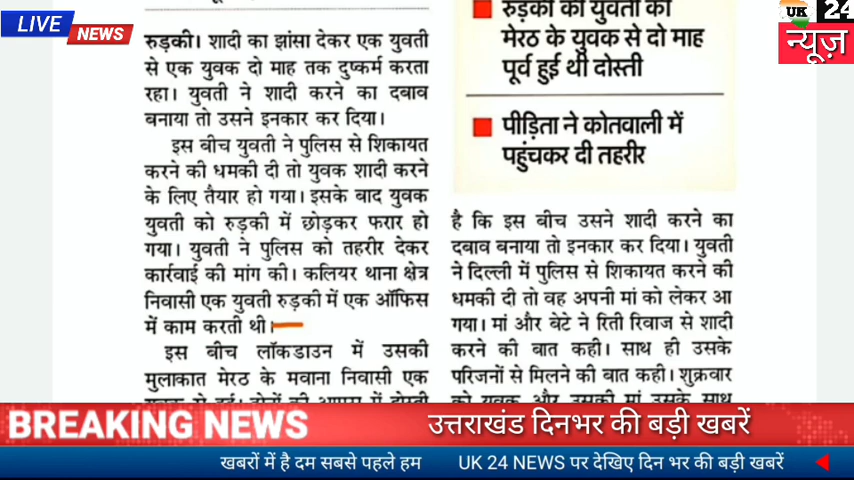 LIVE
NEWS
UK 24
न्यूज़
रुड़की। शादी का झांसा देकर एक युवती
से एक युवक दो माह तक दुष्कर्म करता
रहा। युवती ने शादी करने का दबाव
बनाया तो उसने इनकार कर दिया।
इस बीच युवती ने पुलिस से शिकायत
करने की धमकी दी तो युवक शादी करने
के लिए तैयार हो गया। इसके बाद युवक
युवती को रुड़की में छोड़कर फरार हो
गया। युवती ने पुलिस को तहरीर देकर
कार्रवाई की मांग की। कलियर थाना क्षेत्र
निवासी एक युवती रुड़की में एक ऑफिस
में काम करती थी।
इस बीच लॉकडाउन में उसकी
मुलाकात मेरठ के मवाना निवासी एक
रुड़की की युवती की
मेरठ के युवक से दो माह
पूर्व हुई थी दोस्ती
पीड़िता ने कोतवाली में
पहुंचकर दी तहरीर
है कि इस बीच उसने शादी करने का
दबाव बनाया तो इनकार कर दिया। युवती
ने दिल्ली में पुलिस से शिकायत करने की
धमकी दी तो वह अपनी मां को लेकर आ
गया। मां और बेटे ने रिती रिवाज से शादी
करने की बात कही। साथ ही उसके
परिजनों से मिलने की बात कही। शुक्रवार
को युवक और उसकी मां उसके साथ
BREAKING NEWS
उत्तराखंड दिनभर की बड़ी खबरें
खबरों में है दम सबसे पहले हम
UK 24 NEWS पर देखिए दिन भर की बड़ी खबरें